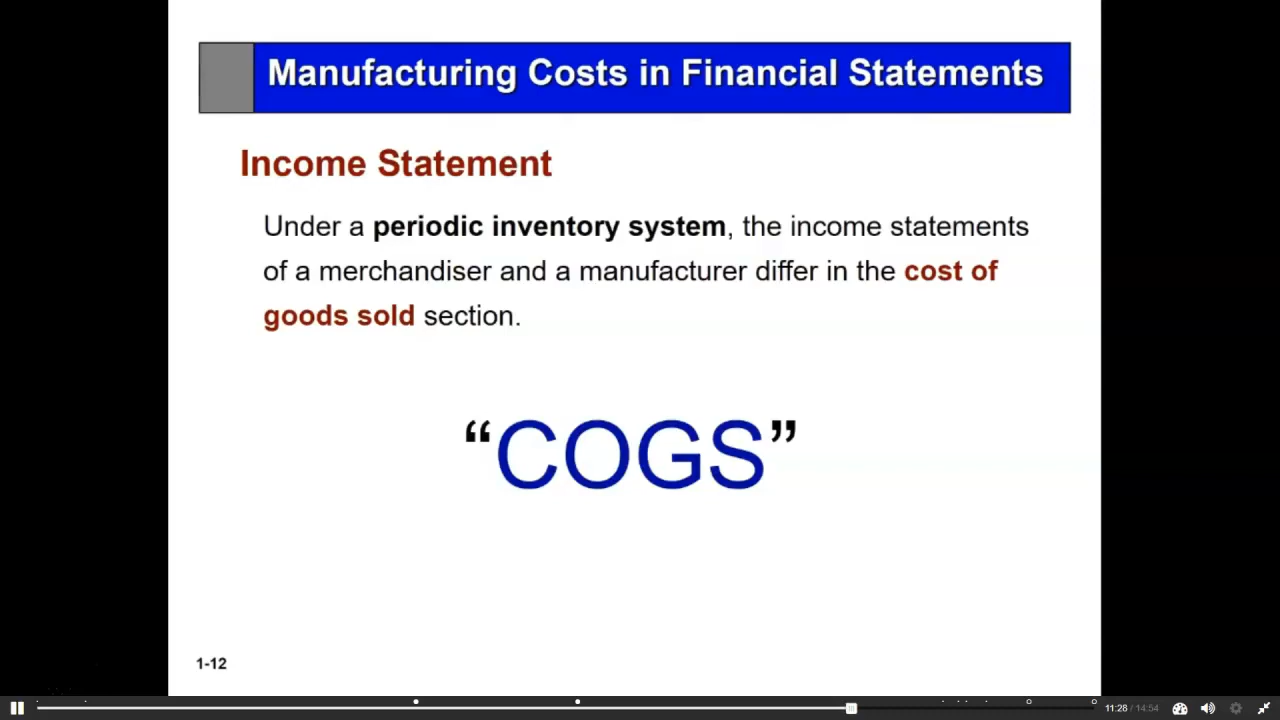 Manufacturing Costs in Financial Statements
Income Statement
Under a periodic inventory system, the income statements
of a merchandiser and a manufacturer differ in the cost of
goods sold section.
“COGS”
1-12
11:28 / 14:54